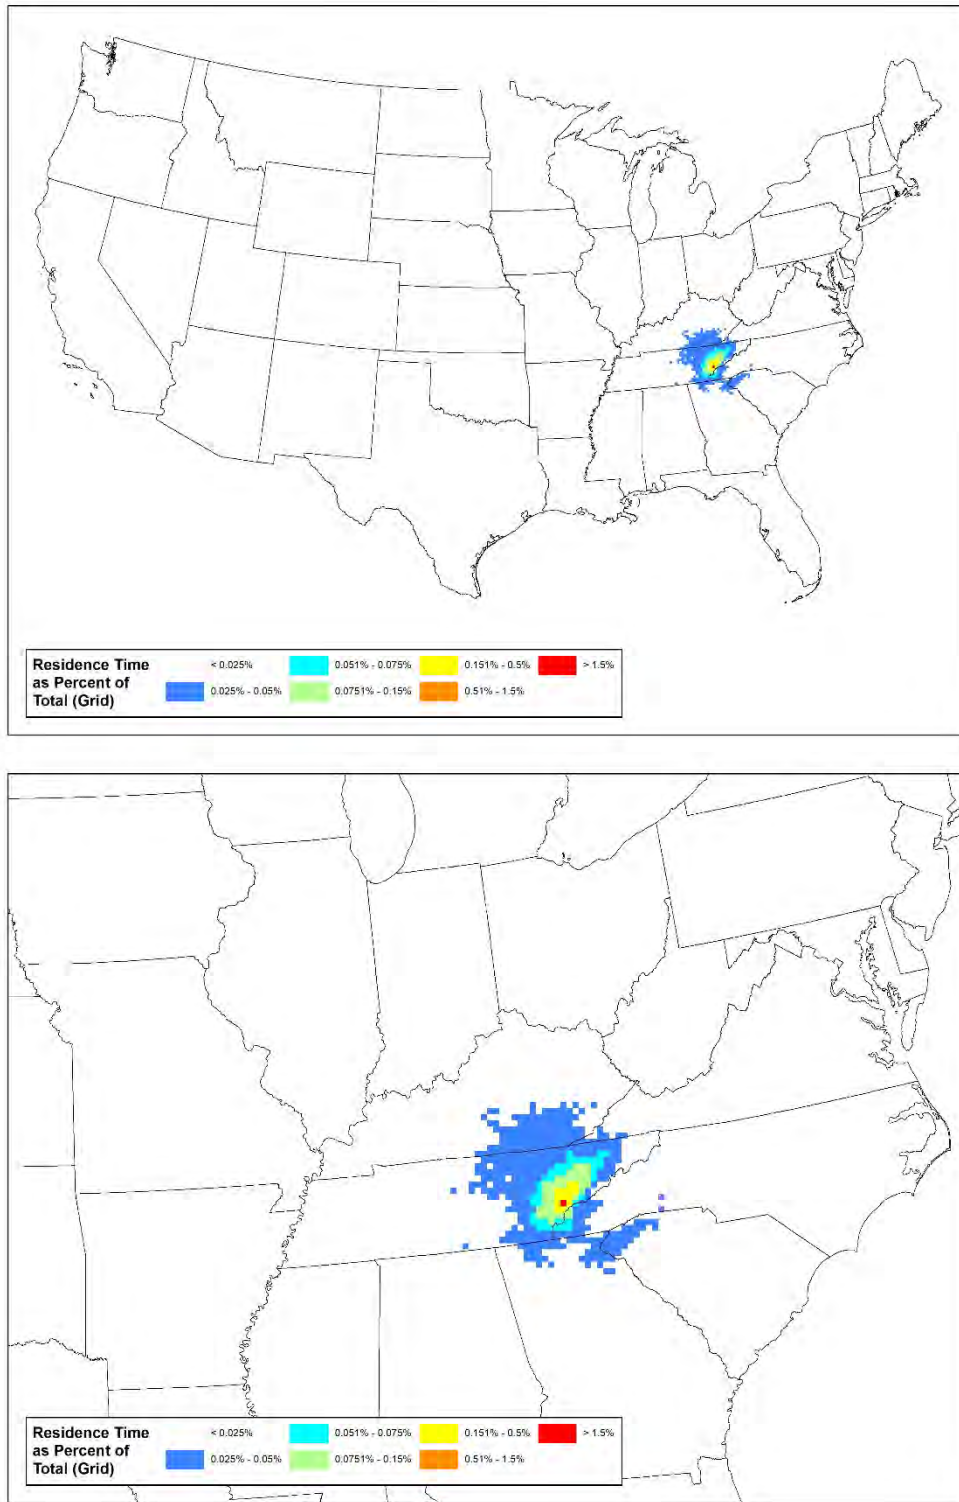 Residence Time
as Percent of
Total (Grid)
< 0.025%
0.051% - 0.075%
0.151% - 0.5%
> 1.5%
0.025% - 0.05%
0.0751% - 0.15%
0.51% - 1.5%
Residence Time
as Percent of
Total (Grid)
< 0.025%
0.051% - 0.075%
0.151% - 0.5%
> 1.5%
0.025% - 0.05%
0.0751% - 0.15%
0.51% - 1.5%